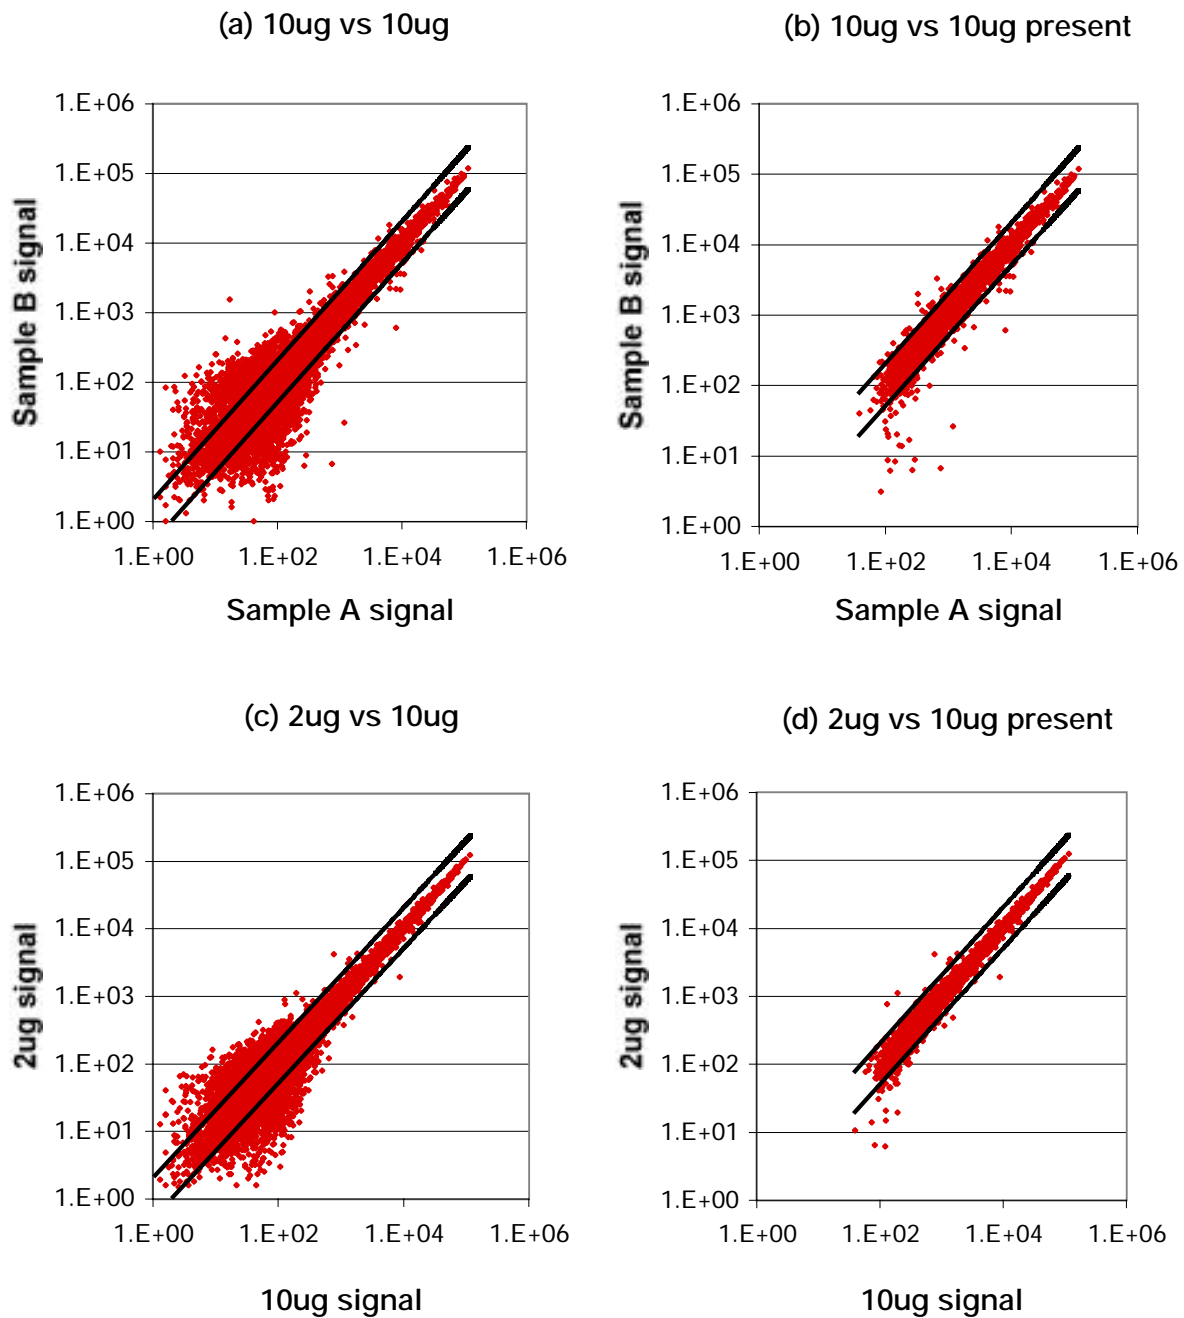 (a) 10ug vs 10ug
1.E+06
1.E+05
1.E+04
1.E+03
1.E+02
1.E+01
1.E+00
Sample B signal
1.E+00 1.E+02 1.E+04 1.E+06
Sample A signal
(b) 10ug vs 10ug present
1.E+06
1.E+05
1.E+04
1.E+03
1.E+02
1.E+01
1.E+00
Sample B signal
1.E+00 1.E+02 1.E+04 1.E+06
Sample A signal
(c) 2ug vs 10ug
1.E+06
1.E+05
1.E+04
1.E+03
1.E+02
1.E+01
1.E+00
2ug signal
1.E+00 1.E+02 1.E+04 1.E+06
10ug signal
(d) 2ug vs 10ug present
1.E+06
1.E+05
1.E+04
1.E+03
1.E+02
1.E+01
1.E+00
2ug signal
1.E+00 1.E+02 1.E+04 1.E+06
10ug signal